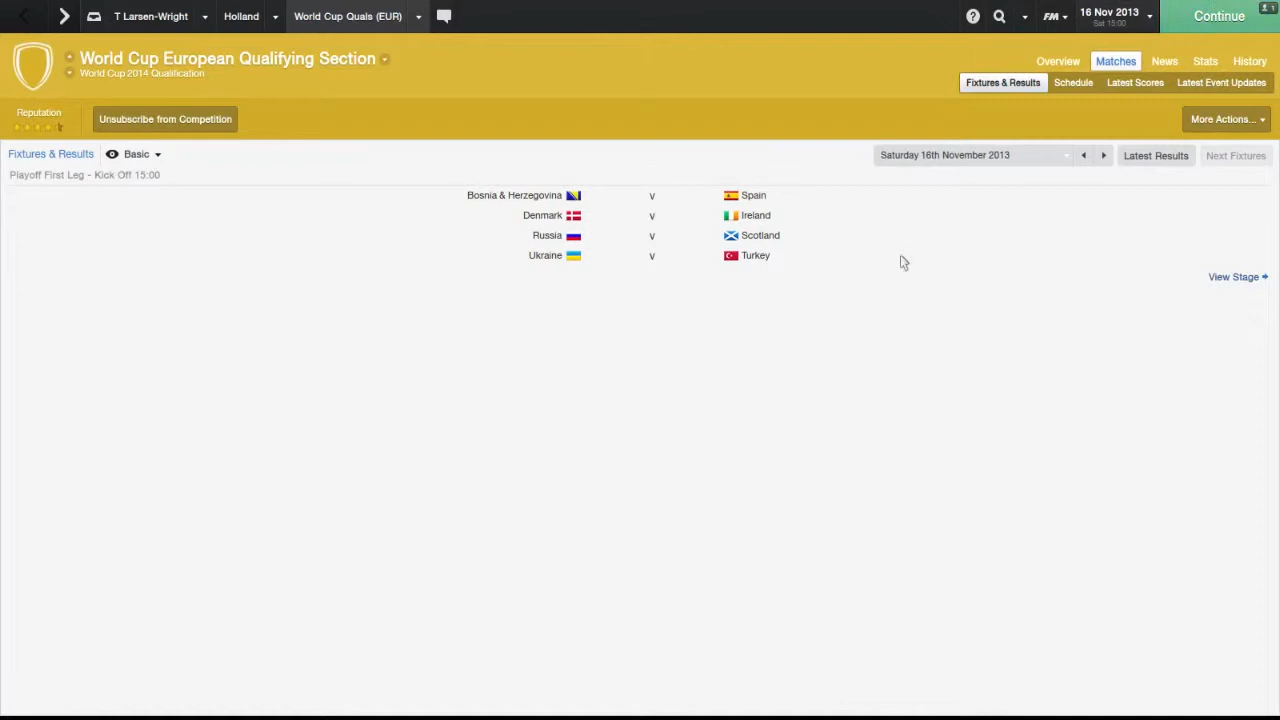 T Larsen-Wright Holland World Cup Quals (EUR) FM 16 Nov 2013 Sat 15:00 Continue 1
World Cup European Qualifying Section
World Cup 2014 Qualification
Overview Matches News Stats History
Fixtures & Results Schedule Latest Scores Latest Event Updates
Reputation
Unsubscribe from Competition
More Actions...
Fixtures & Results Basic
Saturday 16th November 2013 Latest Results Next Fixtures
Playoff First Leg - Kick Off 15:00
Bosnia & Herzegovina v Spain
Denmark v Ireland
Russia v Scotland
Ukraine v Turkey
View Stage